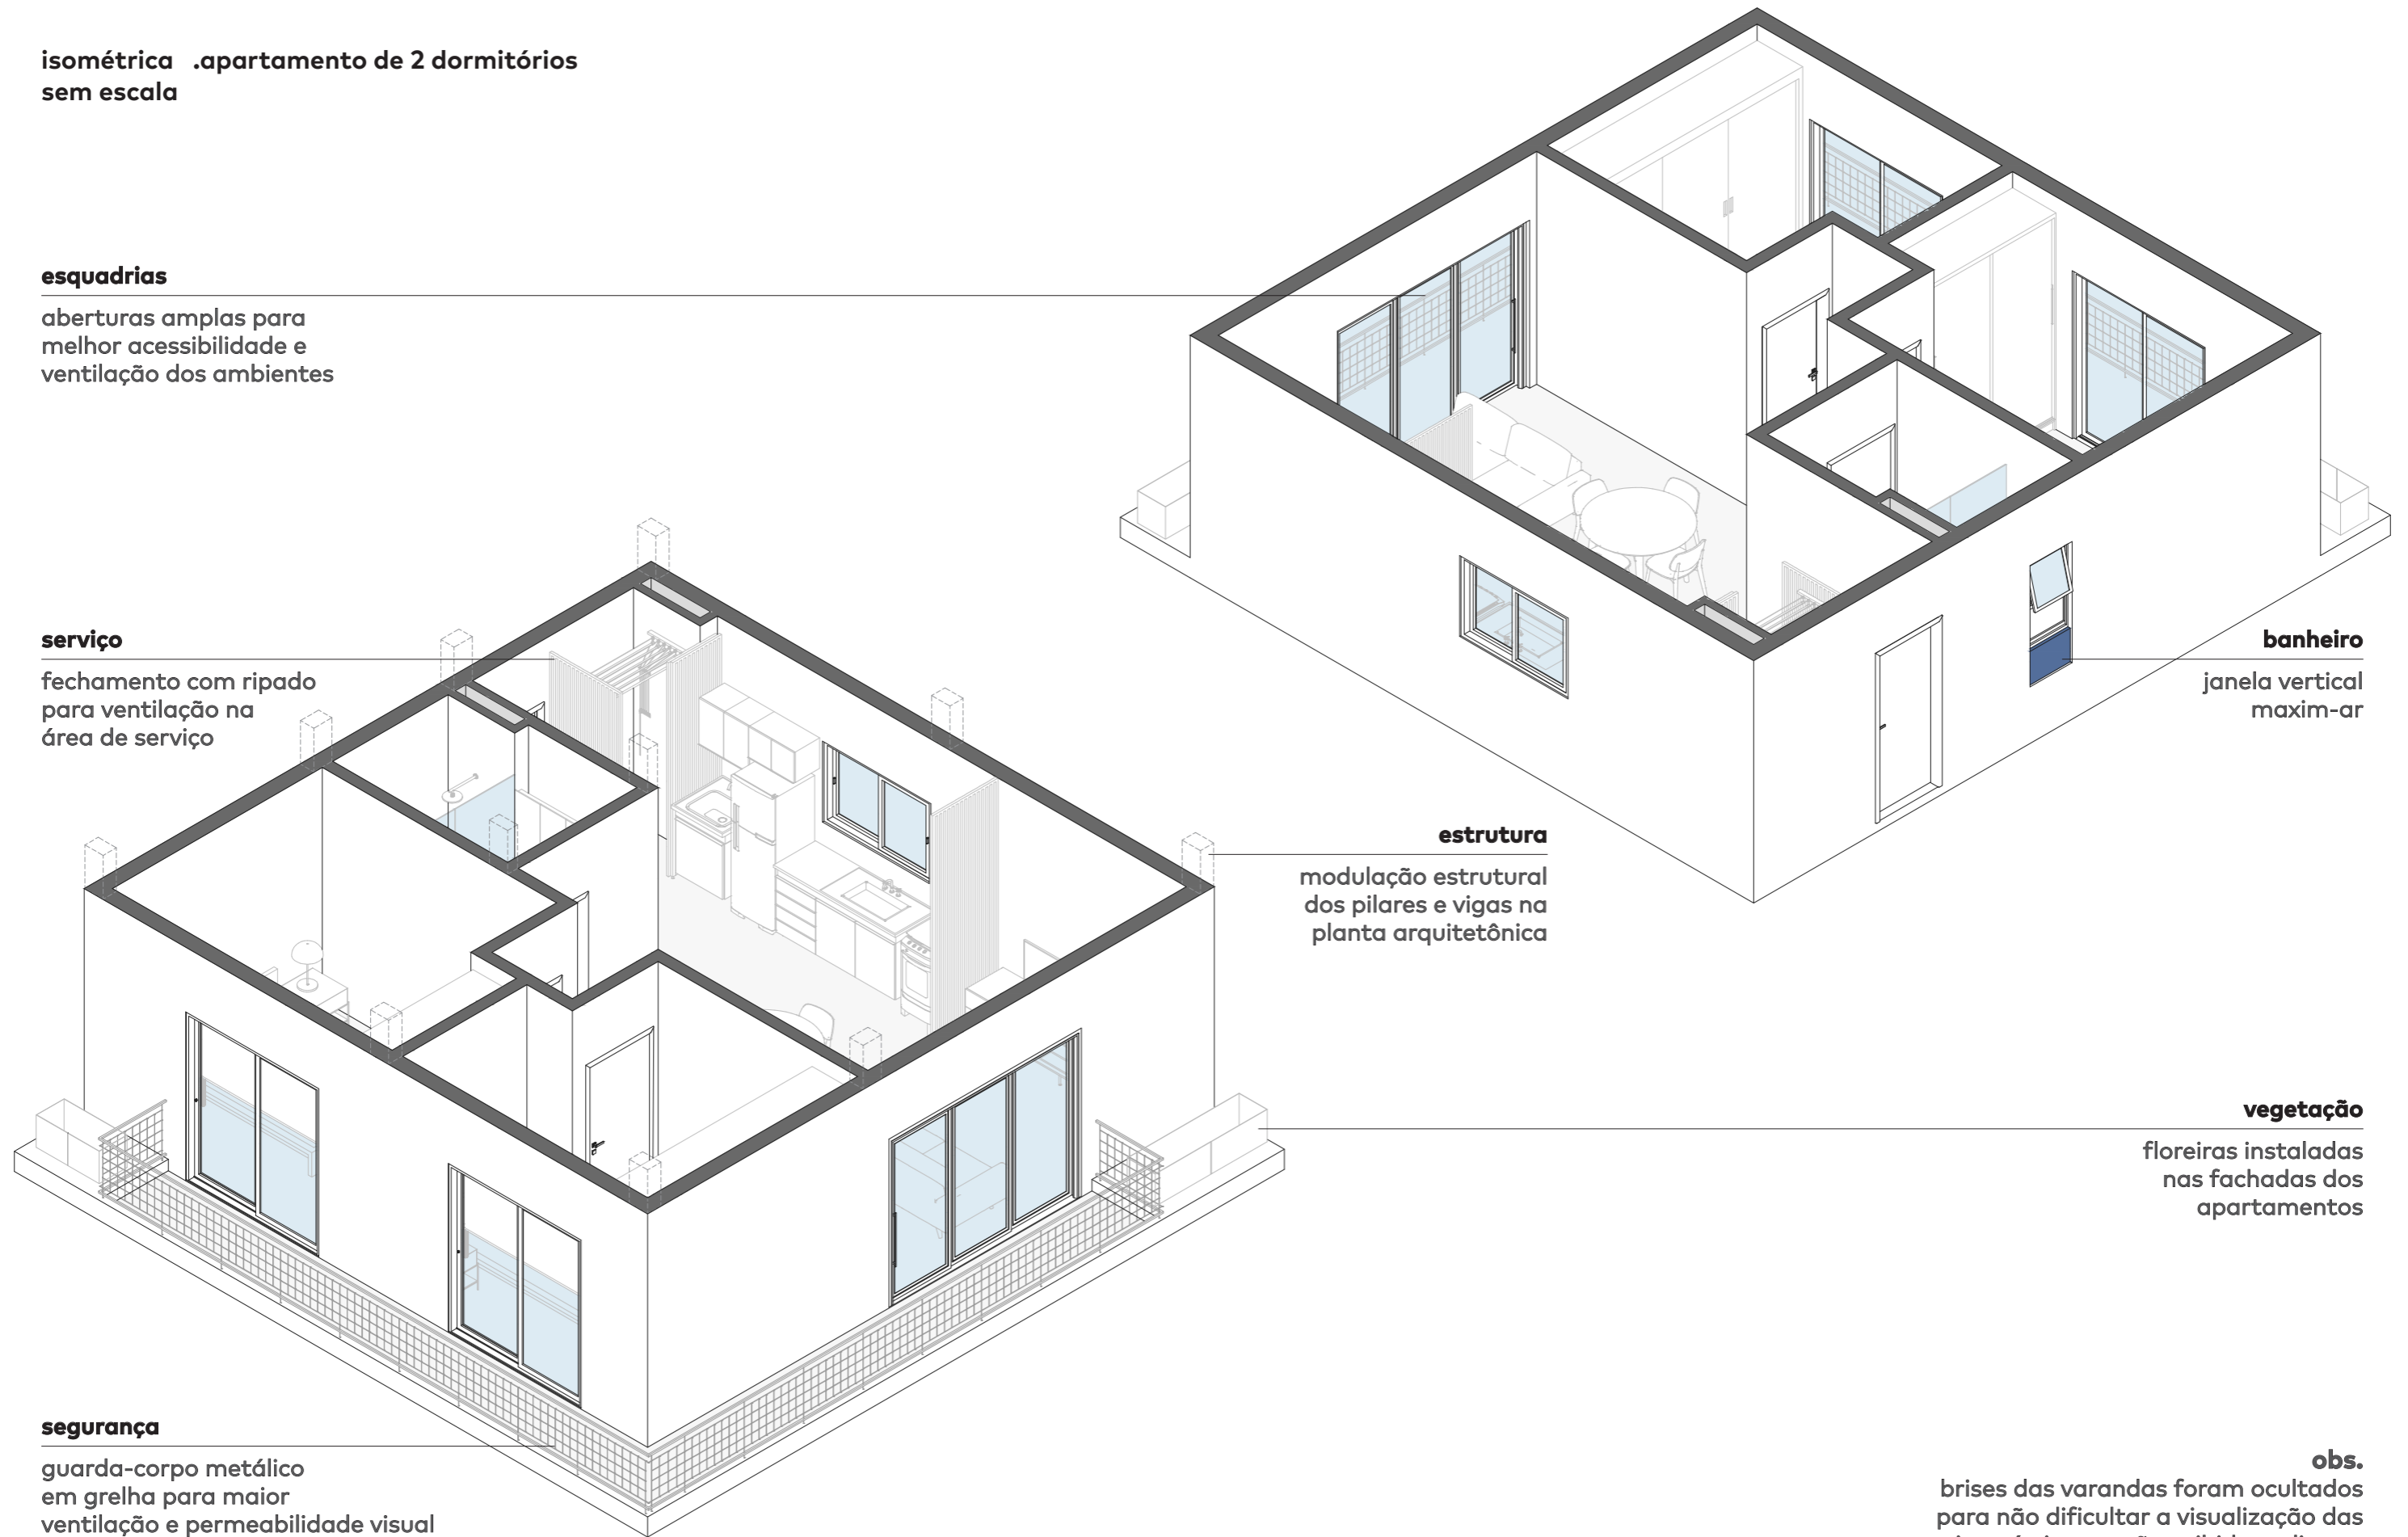 isométrica .apartamento de 2 dormitórios
sem escala
esquadrias
aberturas amplas para
melhor acessibilidade e
ventilação dos ambientes
serviço
fechamento com ripado
para ventilação na
área de serviço
banheiro
janela vertical
maxim-ar
estrutura
modulação estrutural
dos pilares e vigas na
planta arquitetônica
vegetação
floreiras instaladas
nas fachadas dos
apartamentos
segurança
guarda-corpo metálico
em grelha para maior
ventilação e permeabilidade visual
obs.
brises das varandas foram ocultados
para não dificultar a visualização das